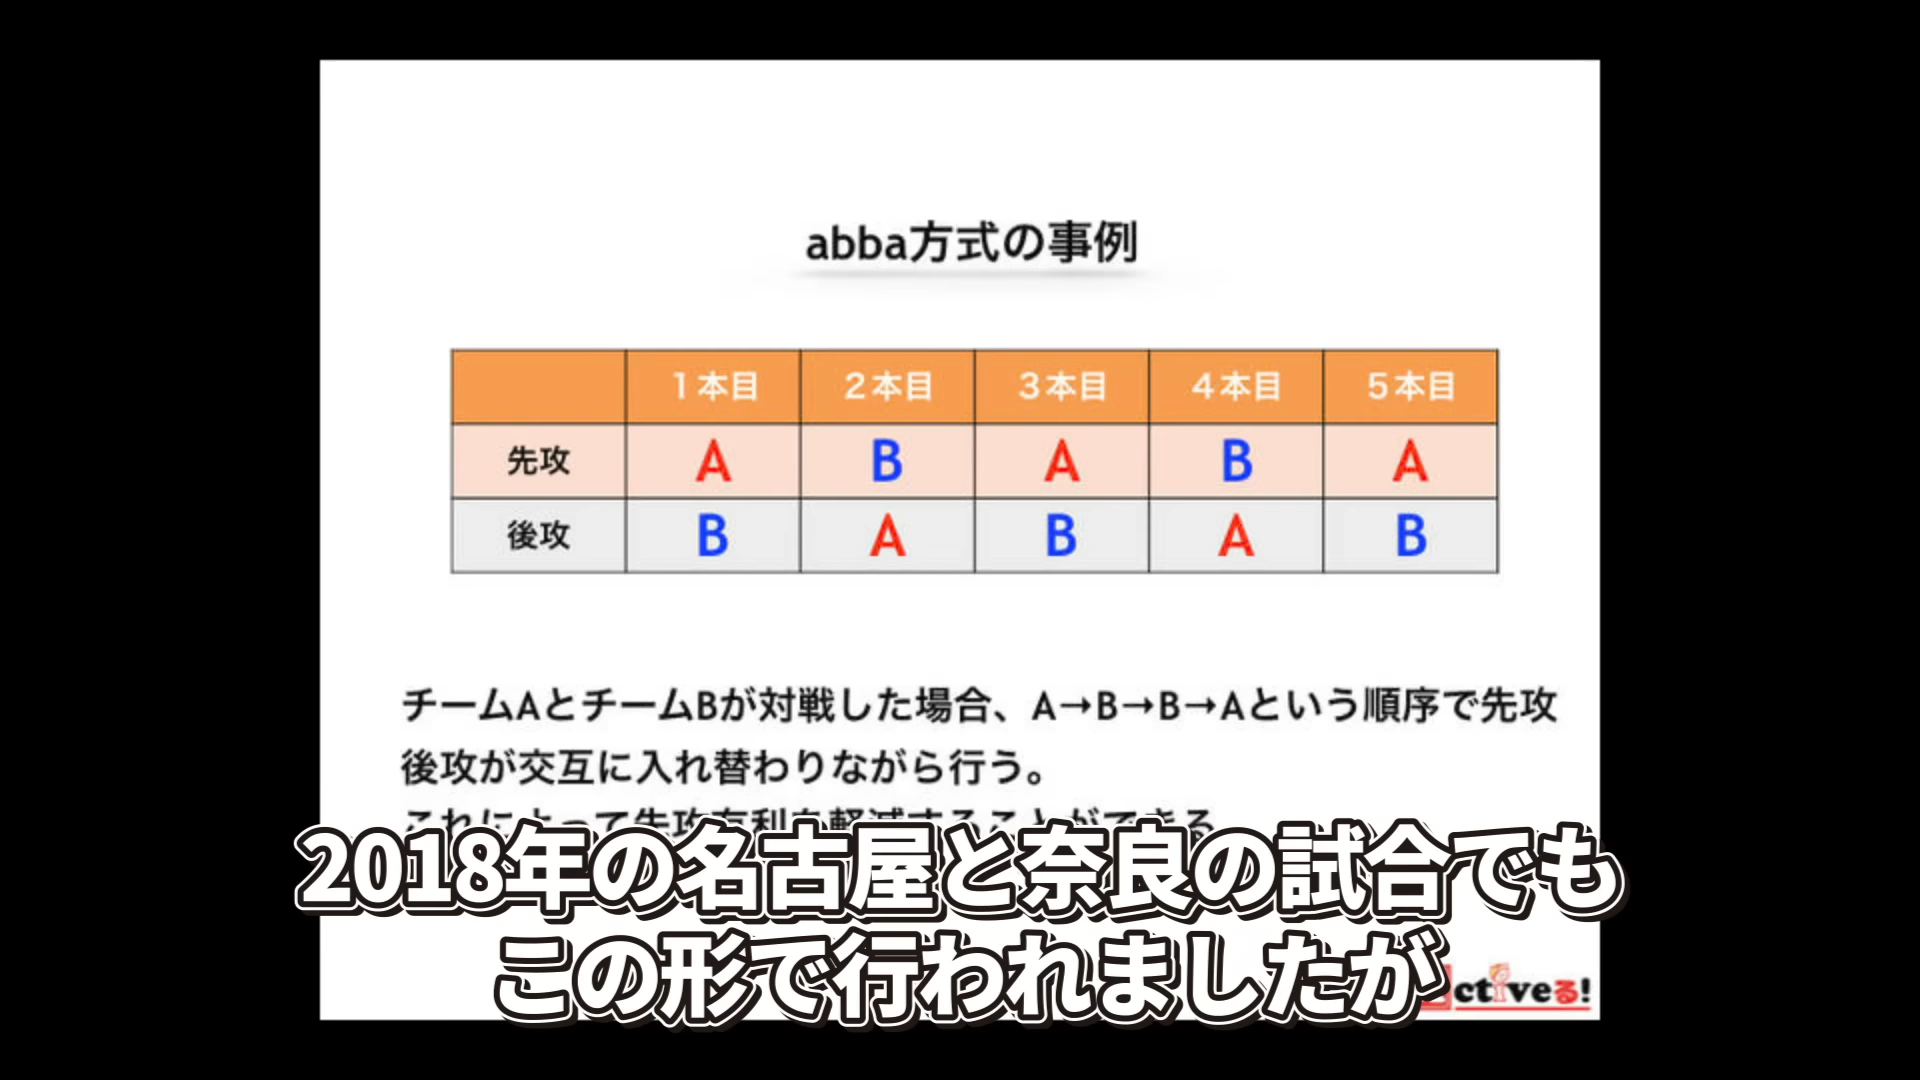 abba方式の事例
1本目 2本目 3本目 4本目 5本目
先攻 A B A B A
後攻 B A B A B
チームAとチームBが対戦した場合、A→B→B→Aという順序で先攻
後攻が交互に入れ替わりながら行う。
これによって先攻有利を軽減することができる
2018年の名古屋と奈良の試合でも
この形で行われましたが
ctiveる!